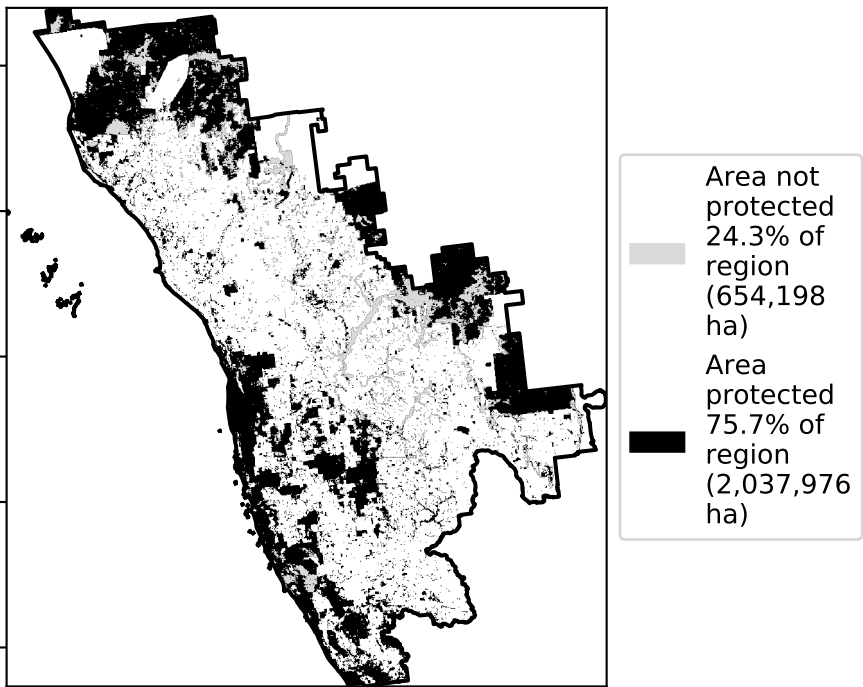 Area not
protected
24.3% of
region
(654,198
ha)
Area
protected
75.7% of
region
(2,037,976
ha)